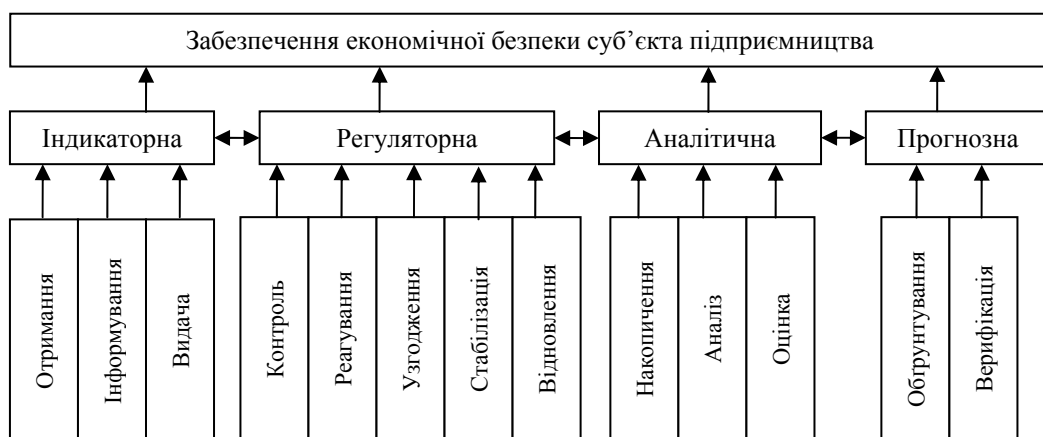 Забезпечення економічної безпеки суб’єкта підприємництва
Індикаторна
Регуляторна
Аналітична
Прогнозна
Отримання
Інформування
Видача
Контроль
Реагування
Узгодження
Стабілізація
Відновлення
Накопичення
Аналіз
Оцінка
Обґрунтування
Верифікація